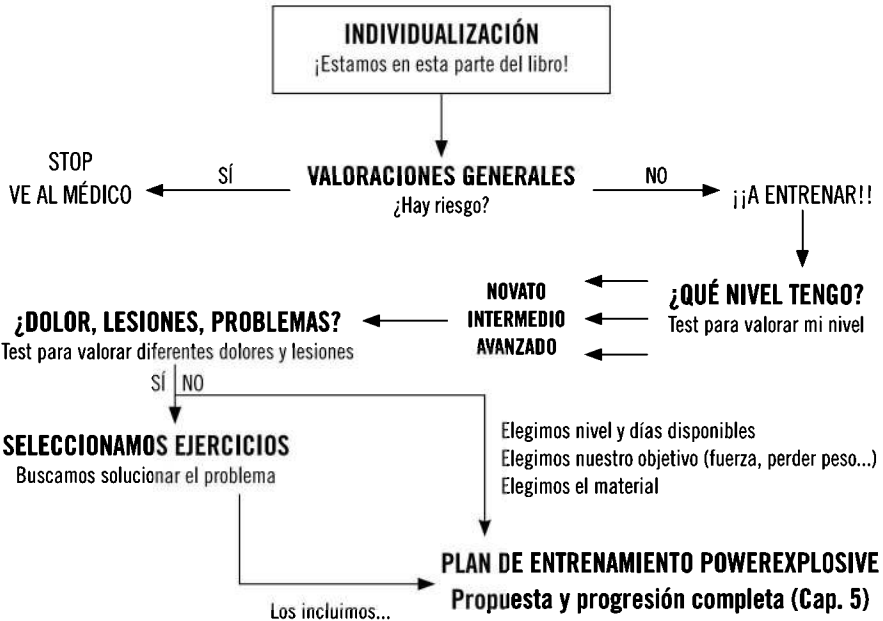 INDIVIDUALIZACIÓN
¡Estamos en esta parte del libro!
STOP
VE AL MÉDICO
SÍ
VALORACIONES GENERALES
¿Hay riesgo?
NO
¡¡A ENTRENAR!!
¿QUÉ NIVEL TENGO?
Test para valorar mi nivel
NOVATO
INTERMEDIO
AVANZADO
¿DOLOR, LESIONES, PROBLEMAS?
Test para valorar diferentes dolores y lesiones
SÍ NO
SELECCIONAMOS EJERCICIOS
Buscamos solucionar el problema
Elegimos nivel y días disponibles
Elegimos nuestro objetivo (fuerza, perder peso...)
Elegimos el material
PLAN DE ENTRENAMIENTO POWEREXPLOSIVE
Propuesta y progresión completa (Cap. 5)
Los incluimos...